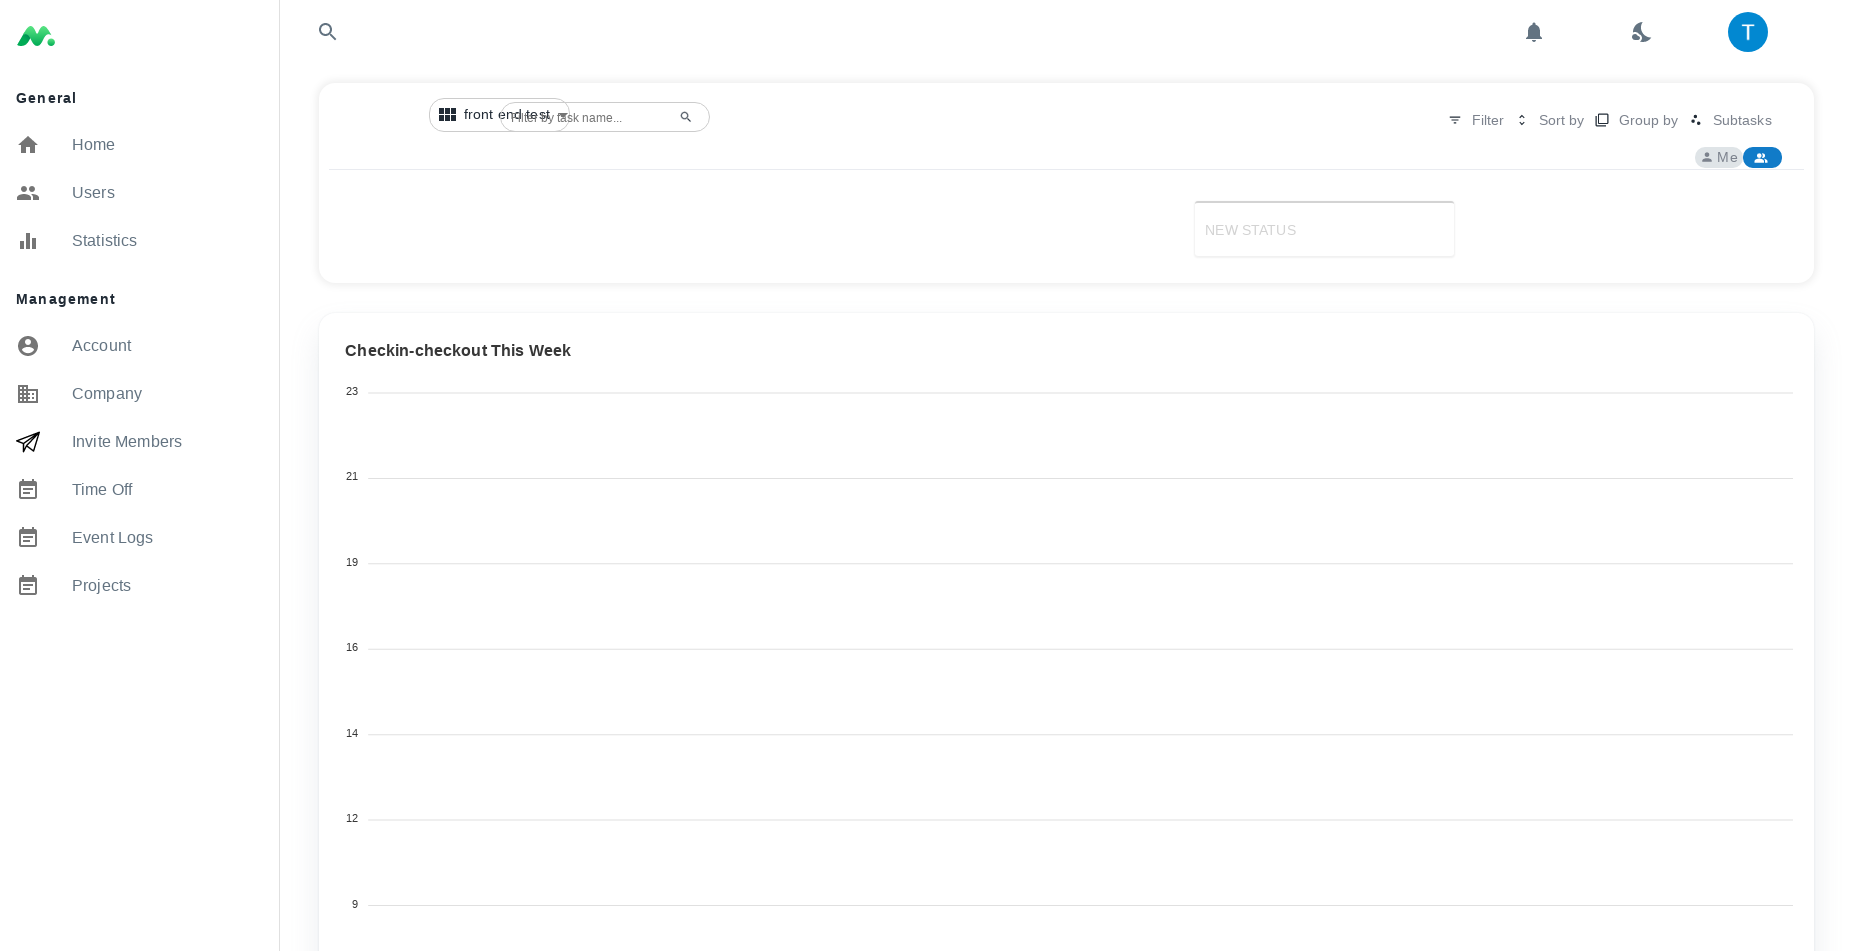 T
General
Home
Users
Statistics
Management
Account
Company
Invite Members
Time Off
Event Logs
Projects
front end test
Filter by task name...
Filter
Sort by
Group by
Subtasks
Me
NEW STATUS
Checkin-checkout This Week
23
21
19
16
14
12
9